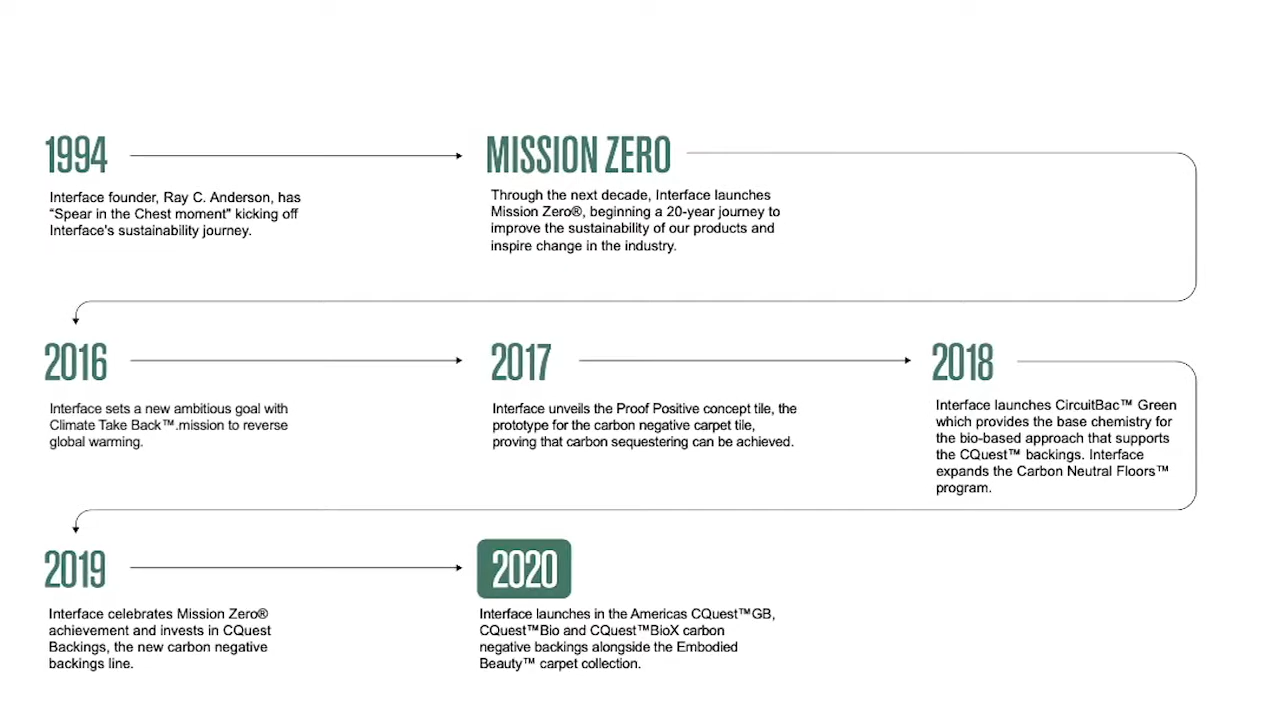 1994
Interface founder, Ray C. Anderson, has
“Spear in the Chest moment” kicking off
Interface's sustainability journey.
MISSION ZERO
Through the next decade, Interface launches
Mission Zero®, beginning a 20-year journey to
improve the sustainability of our products and
inspire change in the industry.
2016
Interface sets a new ambitious goal with
Climate Take Back™.mission to reverse
global warming.
2017
Interface unveils the Proof Positive concept tile, the
prototype for the carbon negative carpet tile,
proving that carbon sequestering can be achieved.
2018
Interface launches CircuitBac™ Green
which provides the base chemistry for
the bio-based approach that supports
the CQuest™ backings. Interface
expands the Carbon Neutral Floors™
program.
2019
Interface celebrates Mission Zero®
achievement and invests in CQuest
Backings, the new carbon negative
backings line.
2020
Interface launches in the Americas CQuest™GB,
CQuest™Bio and CQuest™BioX carbon
negative backings alongside the Embodied
Beauty™ carpet collection.